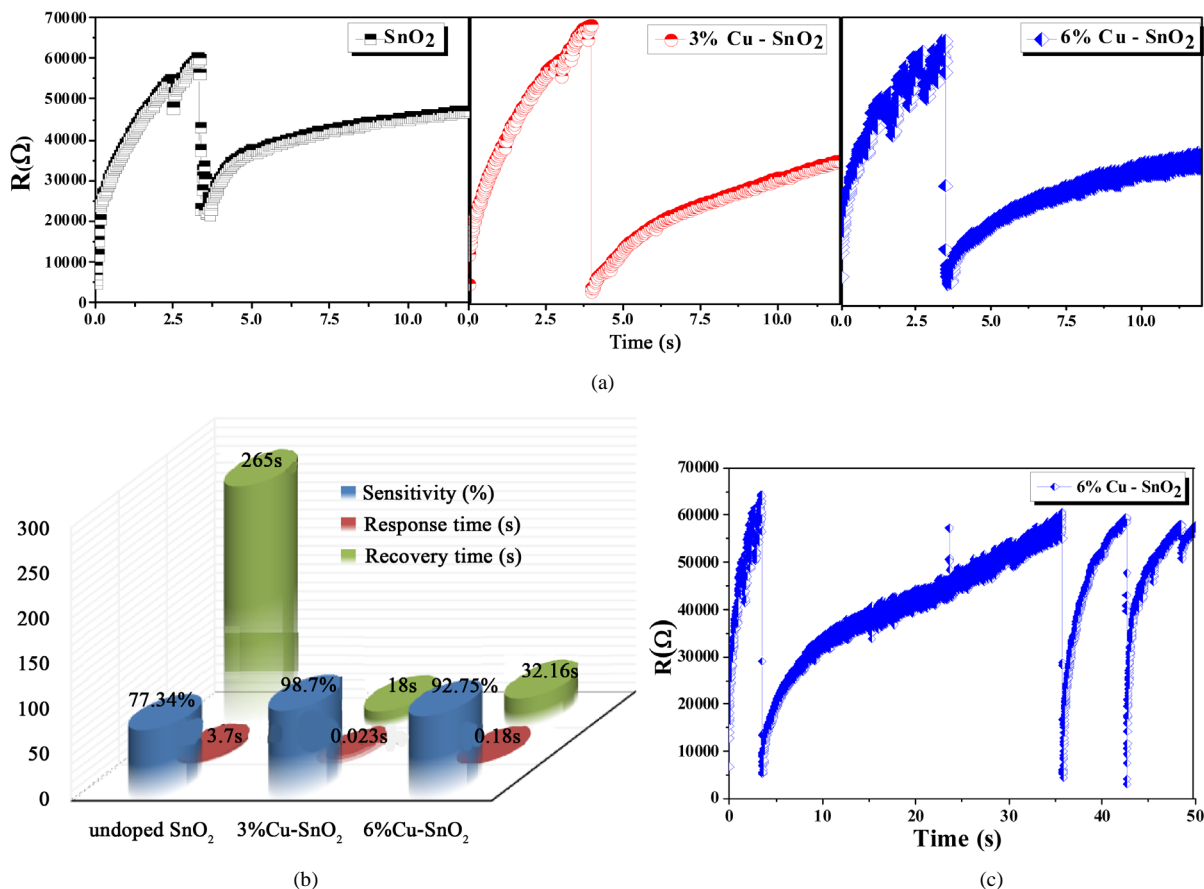 70000
60000
50000
40000
30000
20000
10000
0
R(Ω)
SnO₂
3% Cu - SnO₂
6% Cu - SnO₂
0.0 2.5 5.0 7.5 10.0 0.0 2.5 5.0 7.5 10.0 0.0 2.5 5.0 7.5 10.0
Time (s)
(a)
300
250
200
150
100
50
0
265s
Sensitivity (%)
Response time (s)
Recovery time (s)
77.34%
3.7s
98.7%
18s
0.023s
92.75%
32.16s
0.18s
undoped SnO₂ 3%Cu-SnO₂ 6%Cu-SnO₂
(b)
70000
60000
50000
40000
30000
20000
10000
0
R(Ω)
6% Cu - SnO₂
0 10 20 30 40 50
Time (s)
(c)